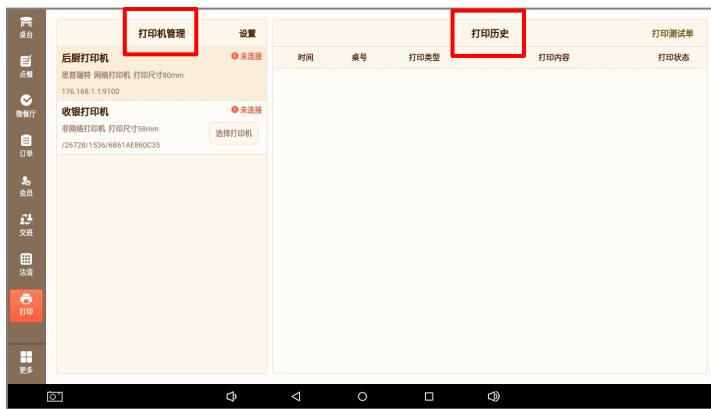 桌台
点餐
微餐厅
订单
会员
交班
沽清
打印
更多
打印机管理
设置
后厨打印机
未连接
思普瑞特 网络打印机 打印尺寸80mm
176.168.1.1:9100
收银打印机
未连接
非网络打印机 打印尺寸58mm
/26728/1536/6B61AE860C35
选择打印机
打印历史
打印测试单
时间 桌号 打印类型 打印内容 打印状态